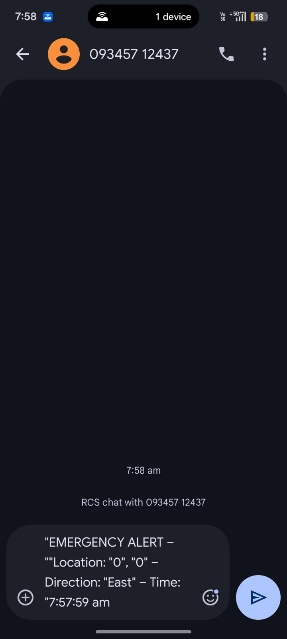 7:58
1 device
18
093457 12437
7:58 am
RCS chat with 093457 12437
"EMERGENCY ALERT –
""Location: "0", "0" –
Direction: "East" – Time:
"7:57:59 am